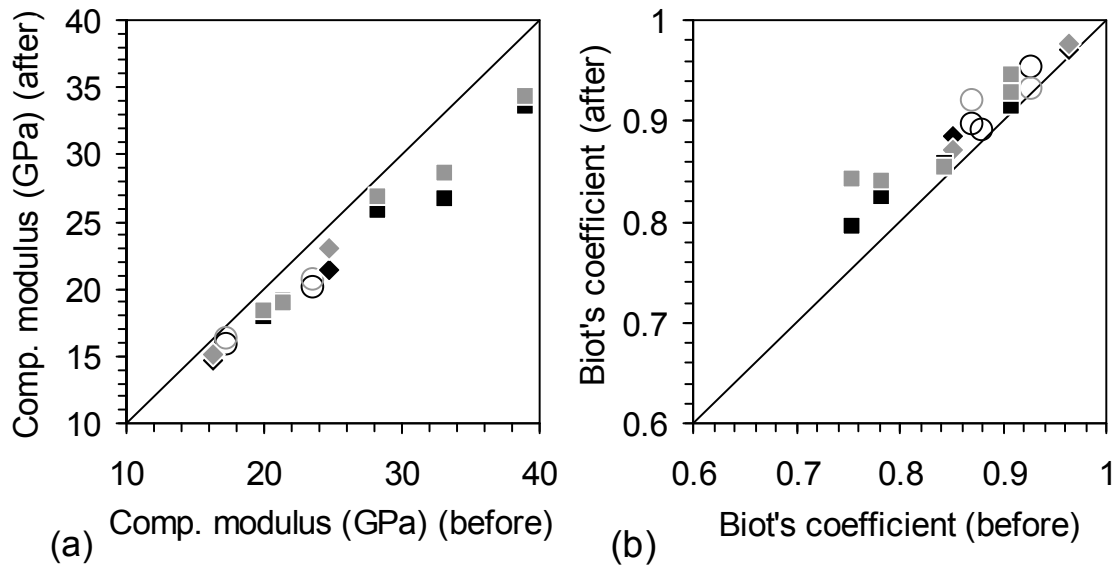 Comp. modulus (GPa) (after)
40
35
30
25
20
15
10
10 20 30 40
Comp. modulus (GPa) (before)
(a)
Biot's coefficient (after)
1
0.9
0.8
0.7
0.6
0.6 0.7 0.8 0.9 1
Biot's coefficient (before)
(b)